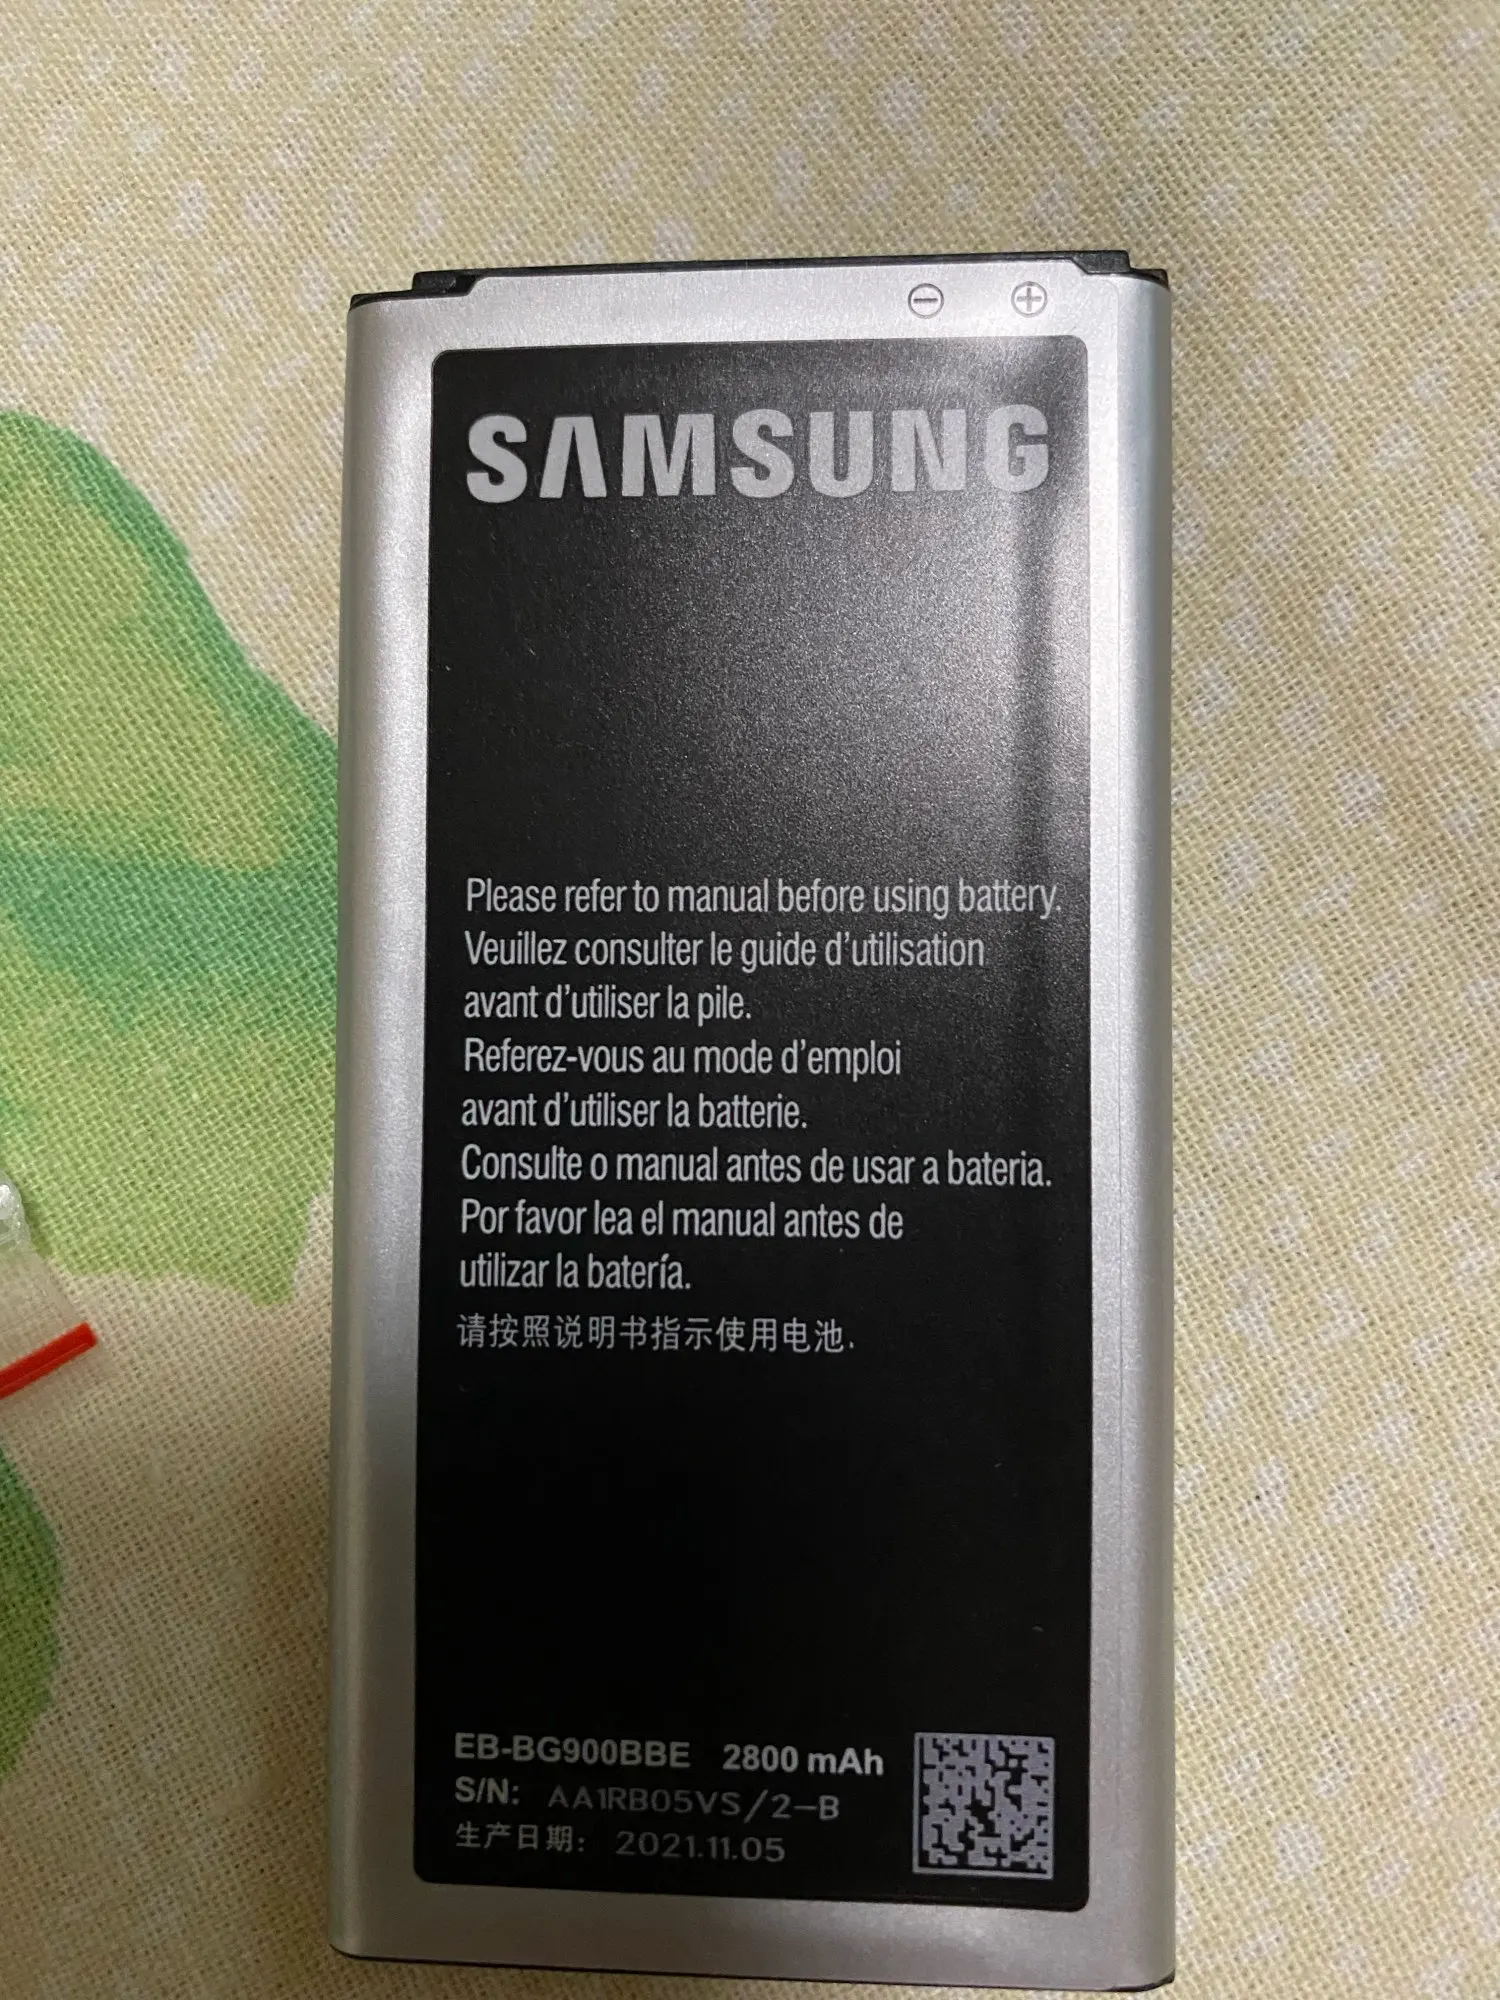 SAMSUNG
Please refer to manual before using battery.
Veuillez consulter le guide d'utilisation
avant d'utiliser la pile.
Referez-vous au mode d'emploi
avant d'utiliser la batterie.
Consulte o manual antes de usar a bateria.
Por favor lea el manual antes de
utilizar la batería.
请按照说明书指示使用电池.
EB-BG900BBE 2800 mAh
S/N: AA1RB05VS/2-B
生产日期: 2021.11.05